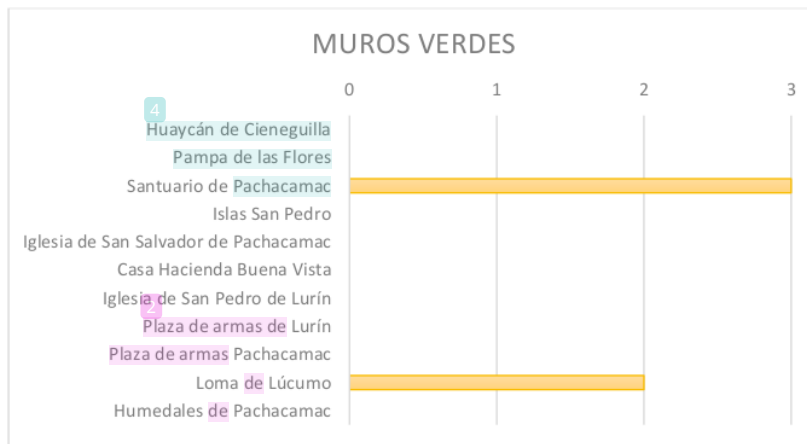 MUROS VERDES
0 1 2 3
4
Huaycán de Cieneguilla
Pampa de las Flores
Santuario de Pachacamac
Islas San Pedro
Iglesia de San Salvador de Pachacamac
Casa Hacienda Buena Vista
Iglesia de San Pedro de Lurín
2
Plaza de armas de Lurín
Plaza de armas Pachacamac
Loma de Lúcumo
Humedales de Pachacamac